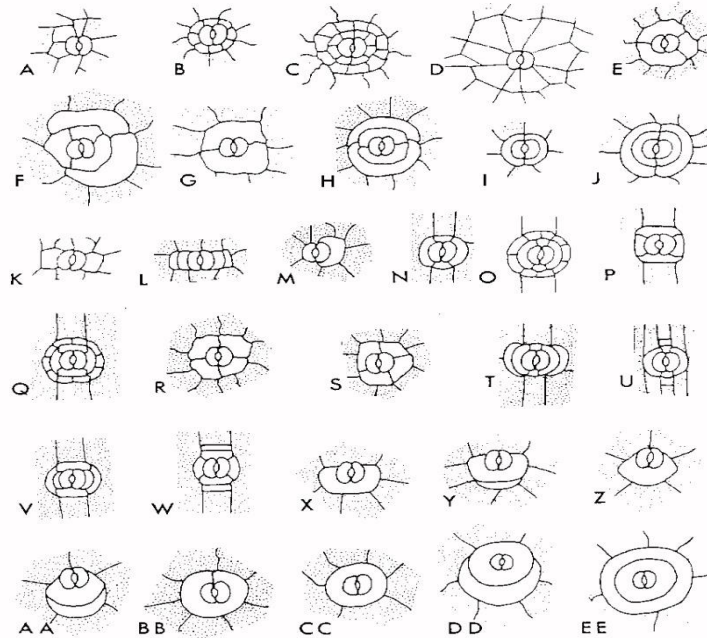 A B C D E
F G H I J
K L M N O P
Q R S T U
V W X Y Z
AA BB CC DD EE